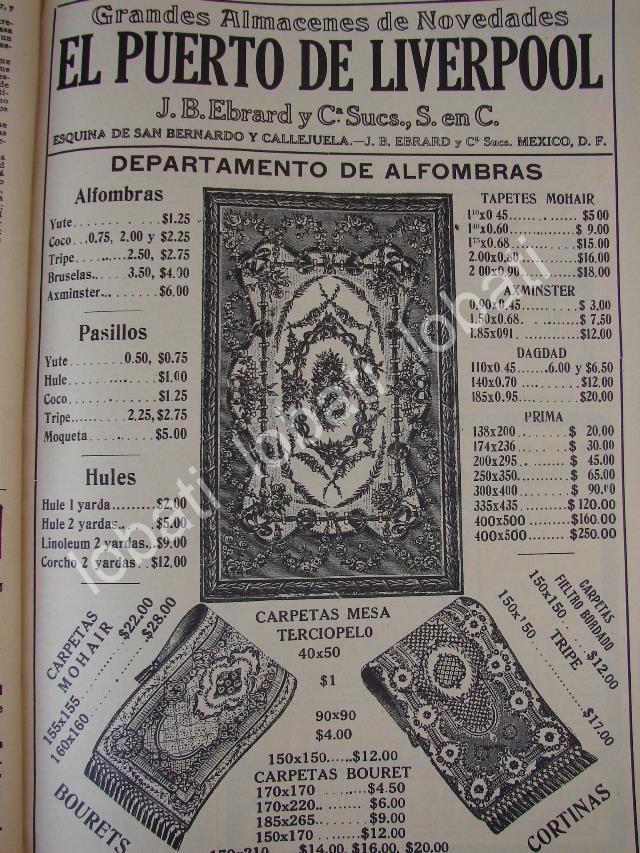 Grandes Almacenes de Novedades
EL PUERTO DE LIVERPOOL
J. B. Ebrard y Cª Sucs., S. en C.
ESQUINA DE SAN BERNARDO Y CALLEJUELA.—J. B. EBRARD y Cª Sucs. MEXICO, D. F.
DEPARTAMENTO DE ALFOMBRAS
Alfombras
Yute..........$1.25
Coco...0.75, 2,00 y $2.25
Tripe........2.50, $2.75
Bruselas.. 3.50, $4.00
Axminster........$6.00
Pasillos
Yute........0.50, $0.75
Hule..........$1.00
Coco..........$1.25
Tripe......2,25,$2.75
Moqueta........$5.00
Hules
Hule 1 yarda........$2.00
Hule 2 yardas.......$5.00
Linoleum 2 yardas..$9.00
Corcho 2 yardas..$12,00
TAPETES MOHAIR
1¹⁰x0 45........$5 00
1⁴⁰x0.60........$ 9.00
1⁷⁵x0.68........$15.00
2.00x0.80........$16.00
2 00x0.90........$18.00
AXMINSTER
0.90x0.45........$ 3,00
1.50x0.68........$ 7,50
1.85x091........$12.00
DAGDAD
110x0 45......6.00 y $6.50
140x0.70........$12.00
185x0.95........$20.00
PRIMA
138x200........$ 20.00
174x236........$ 30.00
200x295........$ 45.00
250x350........$ 65.00
300x400........$ 90.00
335x435........$ 120.00
400x500........$160.00
400x500........$250.00
CARPETAS MOHAIR
155x155 $22.00
160x160 $28.00
BOURETS
CARPETAS MESA
TERCIOPELO
40x50
$1
90x90
$4.00
150x150......$12.00
CARPETAS BOURET
170x170........$4.50
170x220........$6.00
185x265........$9.00
150x170........$12.00
170x210 $14.00, $16.00, $20.00
CARPETAS
FIELTRO BORDADO
150x150......$12.00
TRIPE
150x150......$17.00
CORTINAS
lobati lobati lobati lobati